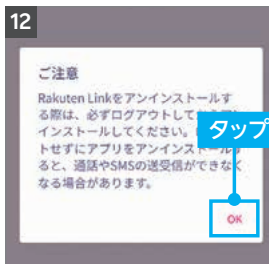 12
ご注意
Rakuten Linkをアンインストールす
る際は、必ずログアウトして
インストールしてください。
タップ
トせずにアプリをアンインストール
ると、通話やSMSの送受信ができなく
なる場合があります。
OK